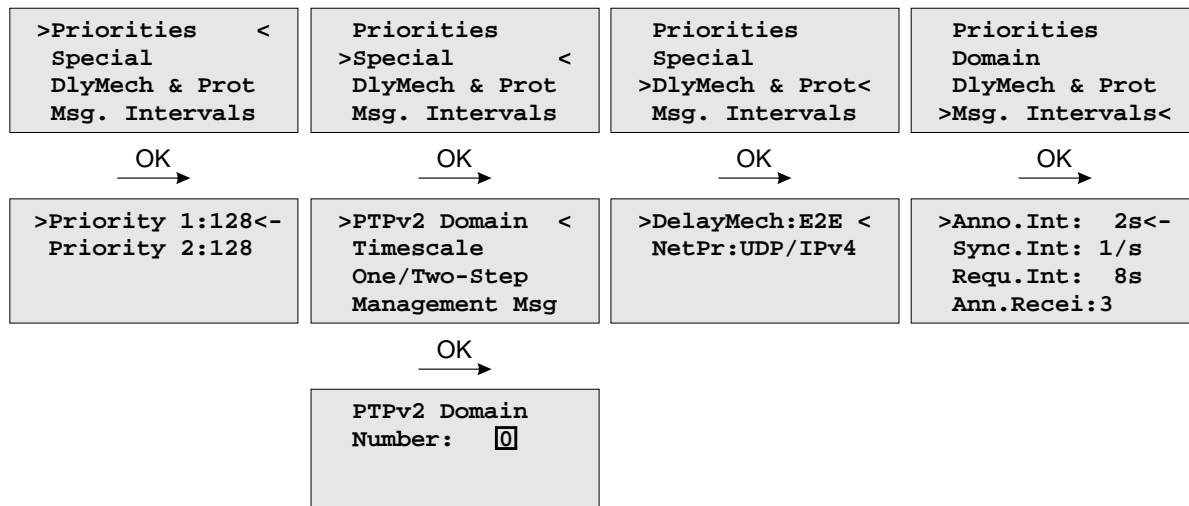 >Priorities <
Special
DlyMech & Prot
Msg. Intervals
Priorities
>Special <
DlyMech & Prot
Msg. Intervals
Priorities
Special
>DlyMech & Prot<
Msg. Intervals
Priorities
Domain
DlyMech & Prot
>Msg. Intervals<
OK
OK
OK
OK
>Priority 1:128<-
Priority 2:128
>PTPv2 Domain <
Timescale
One/Two-Step
Management Msg
>DelayMech:E2E <
NetPr:UDP/IPv4
>Anno.Int: 2s<-
Sync.Int: 1/s
Requ.Int: 8s
Ann.Recei:3
OK
PTPv2 Domain
Number: 0